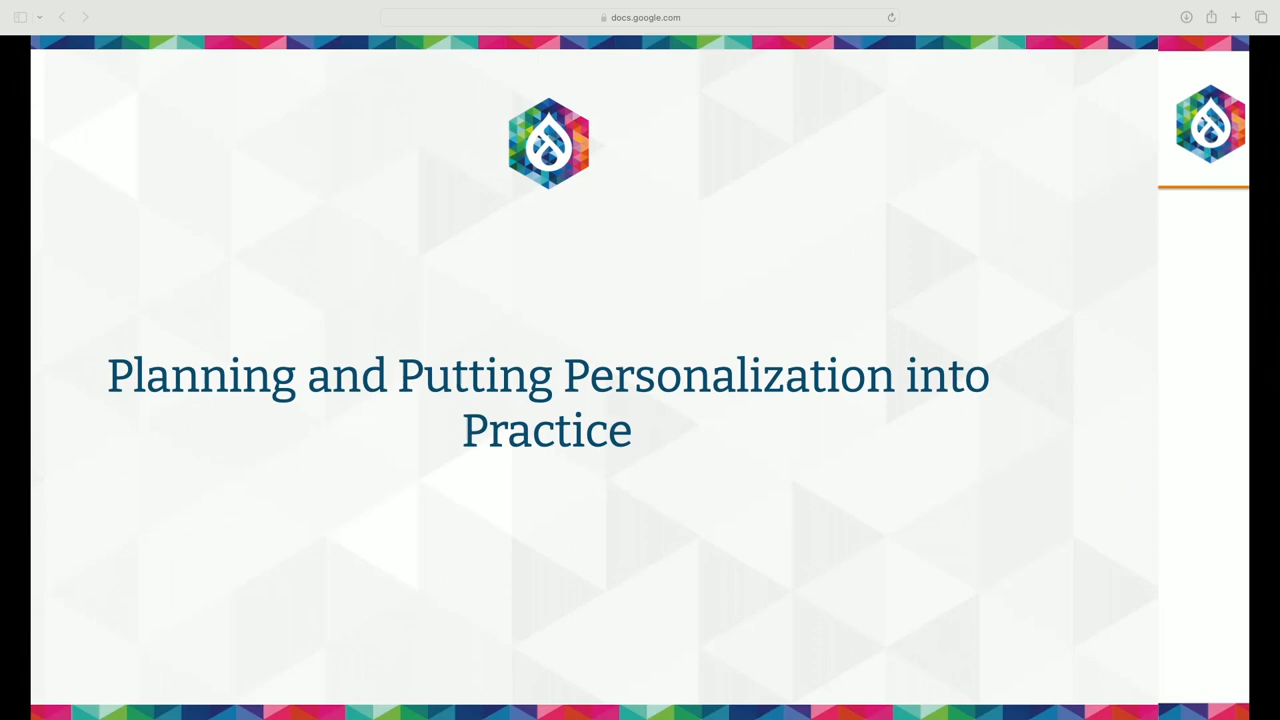 docs.google.com
Planning and Putting Personalization into
Practice